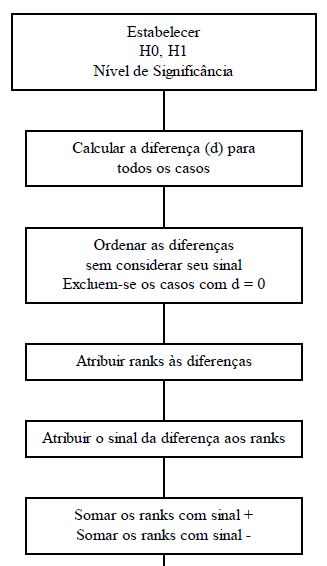 Estabelecer
H0, H1
Nível de Significância
Calcular a diferença (d) para
todos os casos
Ordenar as diferenças
sem considerar seu sinal
Excluem-se os casos com d = 0
Atribuir ranks às diferenças
Atribuir o sinal da diferença aos ranks
Somar os ranks com sinal +
Somar os ranks com sinal -